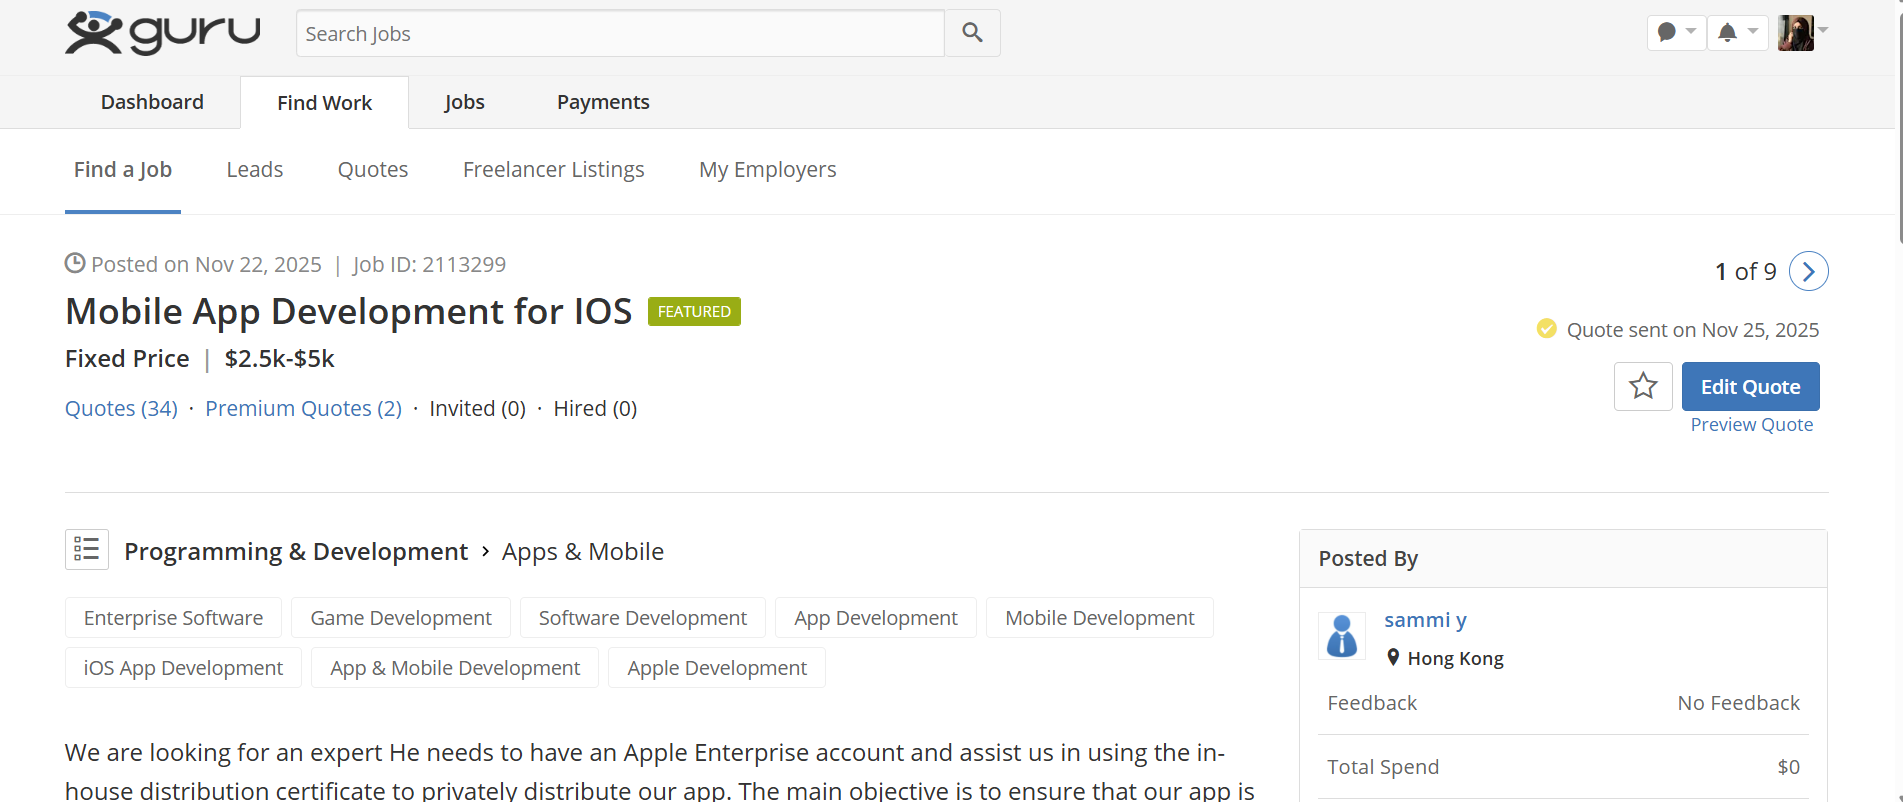 guru
Search Jobs
Dashboard Find Work Jobs Payments
Find a Job Leads Quotes Freelancer Listings My Employers
Posted on Nov 22, 2025 | Job ID: 2113299
1 of 9
Mobile App Development for IOS FEATURED
Quote sent on Nov 25, 2025
Fixed Price | $2.5k-$5k
Edit Quote
Quotes (34) · Premium Quotes (2) · Invited (0) · Hired (0)
Preview Quote
Programming & Development › Apps & Mobile
Enterprise Software Game Development Software Development App Development Mobile Development
iOS App Development App & Mobile Development Apple Development
We are looking for an expert He needs to have an Apple Enterprise account and assist us in using the in-
house distribution certificate to privately distribute our app. The main objective is to ensure that our app is
Posted By
sammi y
Hong Kong
Feedback No Feedback
Total Spend $0